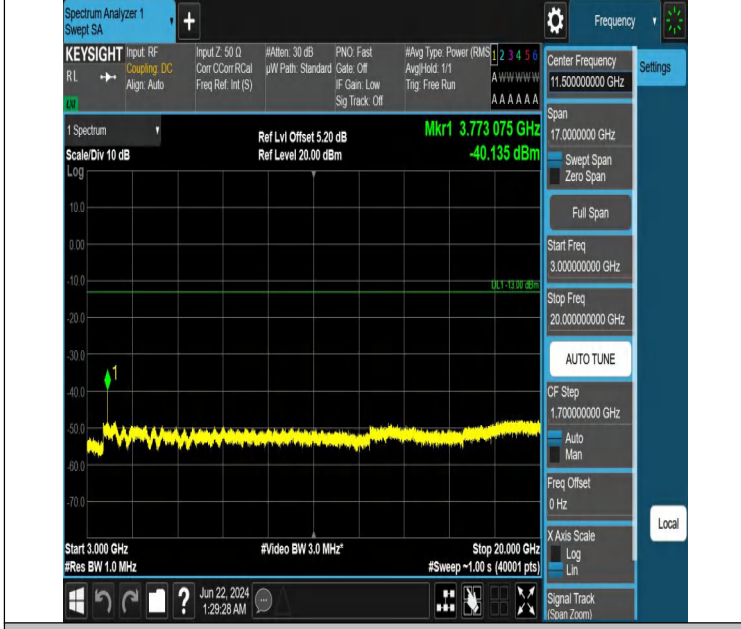 Spectrum Analyzer 1
Swept SA
+
Frequency
KEYSIGHT
RL
Input: RF
Coupling: DC
Align: Auto
Input Z: 50 Ω
Corr CCorr RCal
Freq Ref: Int (S)
#Atten: 30 dB
µW Path: Standard
PNO: Fast
Gate: Off
IF Gain: Low
Sig Track: Off
#Avg Type: Power (RMS
Avg|Hold: 1/1
Trig: Free Run
1 2 3 4 5 6
A W W W W W
A A A A A A
LXI
1 Spectrum
Scale/Div 10 dB
Log
Ref Lvl Offset 5.20 dB
Ref Level 20.00 dBm
Mkr1 3.773 075 GHz
-40.135 dBm
10.0
0.00
-10.0
DL1 -13.00 dBm
-20.0
-30.0
1
-40.0
-50.0
-60.0
-70.0
Start 3.000 GHz
#Res BW 1.0 MHz
#Video BW 3.0 MHz*
Stop 20.000 GHz
#Sweep ~1.00 s (40001 pts)
?
Jun 22, 2024
1:29:28 AM
Center Frequency
11.500000000 GHz
Settings
Span
17.0000000 GHz
Swept Span
Zero Span
Full Span
Start Freq
3.000000000 GHz
Stop Freq
20.000000000 GHz
AUTO TUNE
CF Step
1.700000000 GHz
Auto
Man
Freq Offset
0 Hz
Local
X Axis Scale
Log
Lin
Signal Track
(Span Zoom)